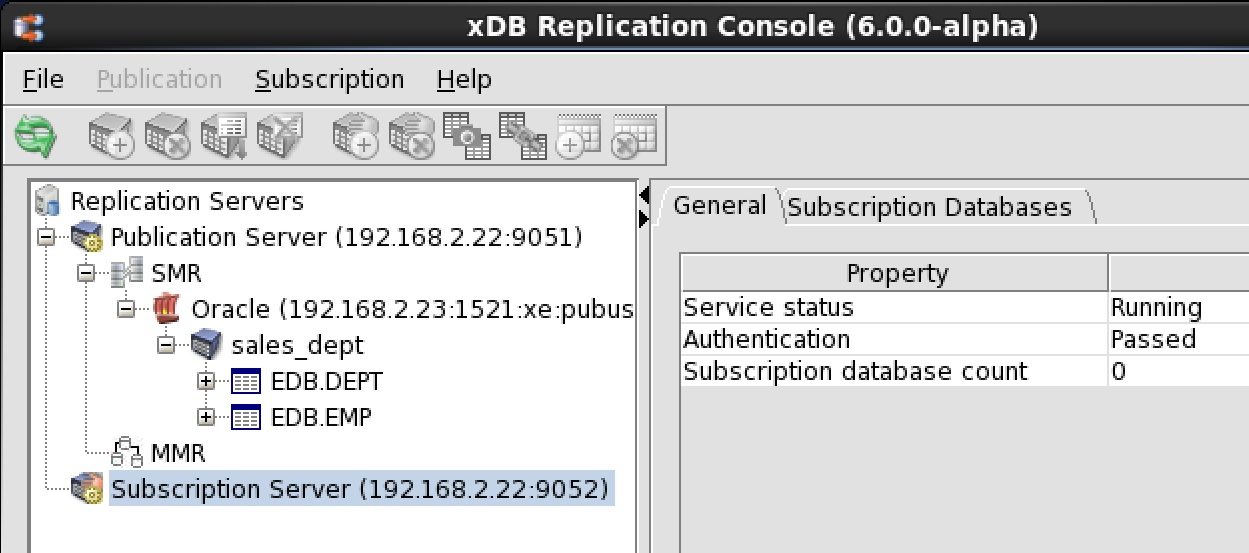 xDB Replication Console (6.0.0-alpha)
File Publication Subscription Help
Replication Servers
Publication Server (192.168.2.22:9051)
SMR
Oracle (192.168.2.23:1521:xe:pubus
sales_dept
EDB.DEPT
EDB.EMP
MMR
Subscription Server (192.168.2.22:9052)
General Subscription Databases
Property
Service status Running
Authentication Passed
Subscription database count 0